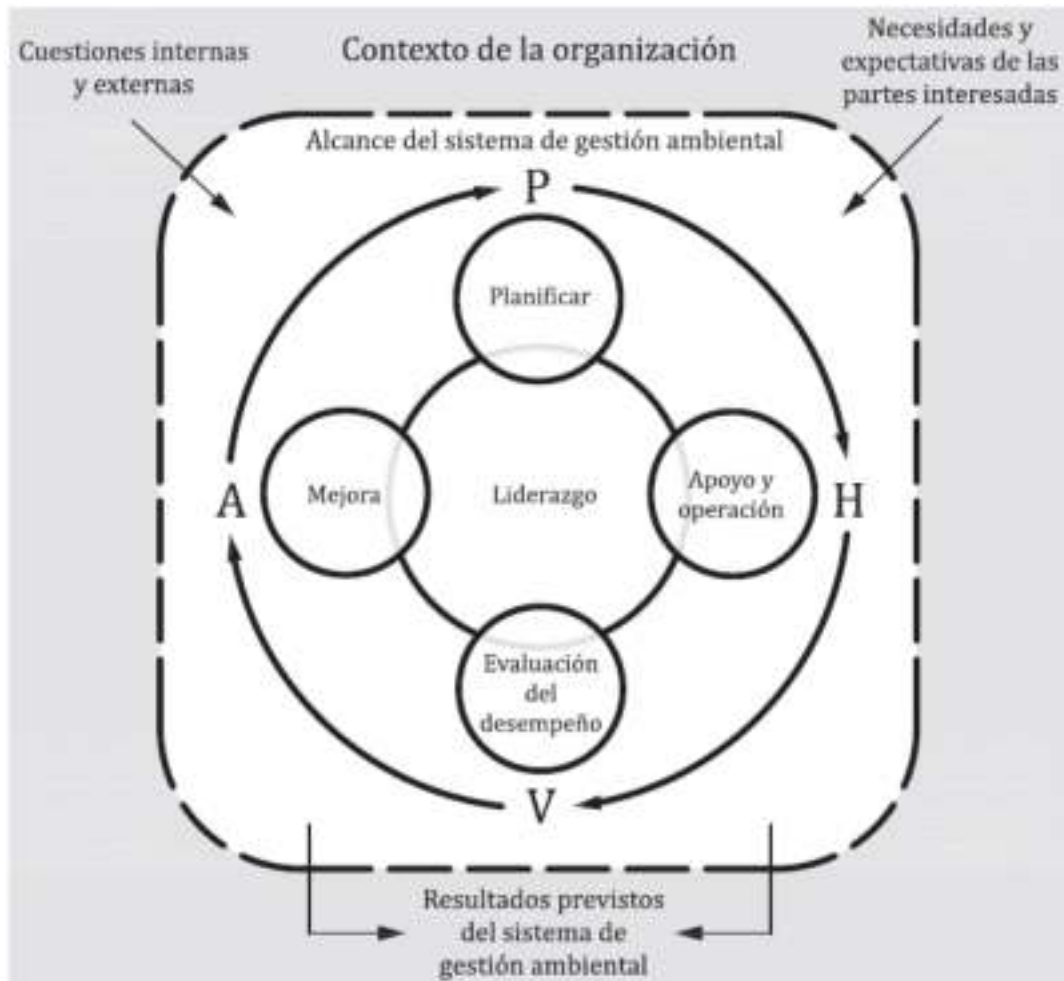 Cuestiones internas
y externas
Contexto de la organización
Necesidades y
expectativas de las
partes interesadas
Alcance del sistema de gestión ambiental
P
Planificar
A
Mejora
Liderazgo
Apoyo y
operación
H
Evaluación
del
desempeño
V
Resultados previstos
del sistema de
gestión ambiental